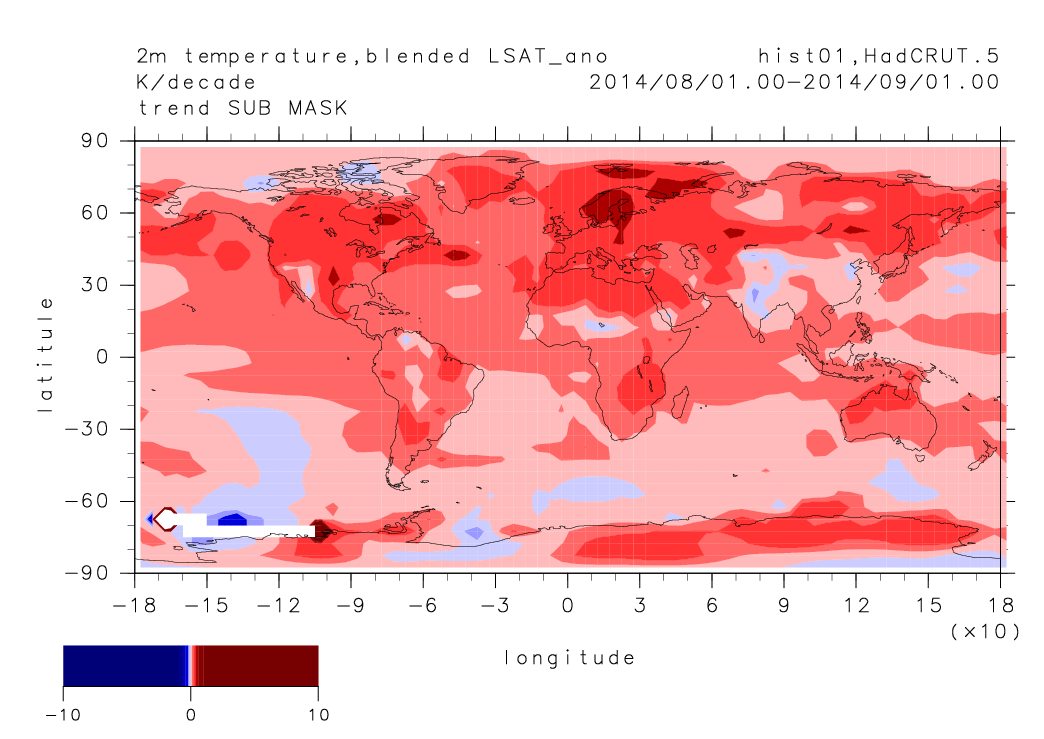 2m temperature,blended LSAT_ano hist01,HadCRUT.5
K/decade 2014/08/01.00−2014/09/01.00
trend SUB MASK
90
60
30
0
−30
−60
−90
latitude
−18 −15 −12 −9 −6 −3 0 3 6 9 12 15 18
(×10)
longitude
−10 0 10